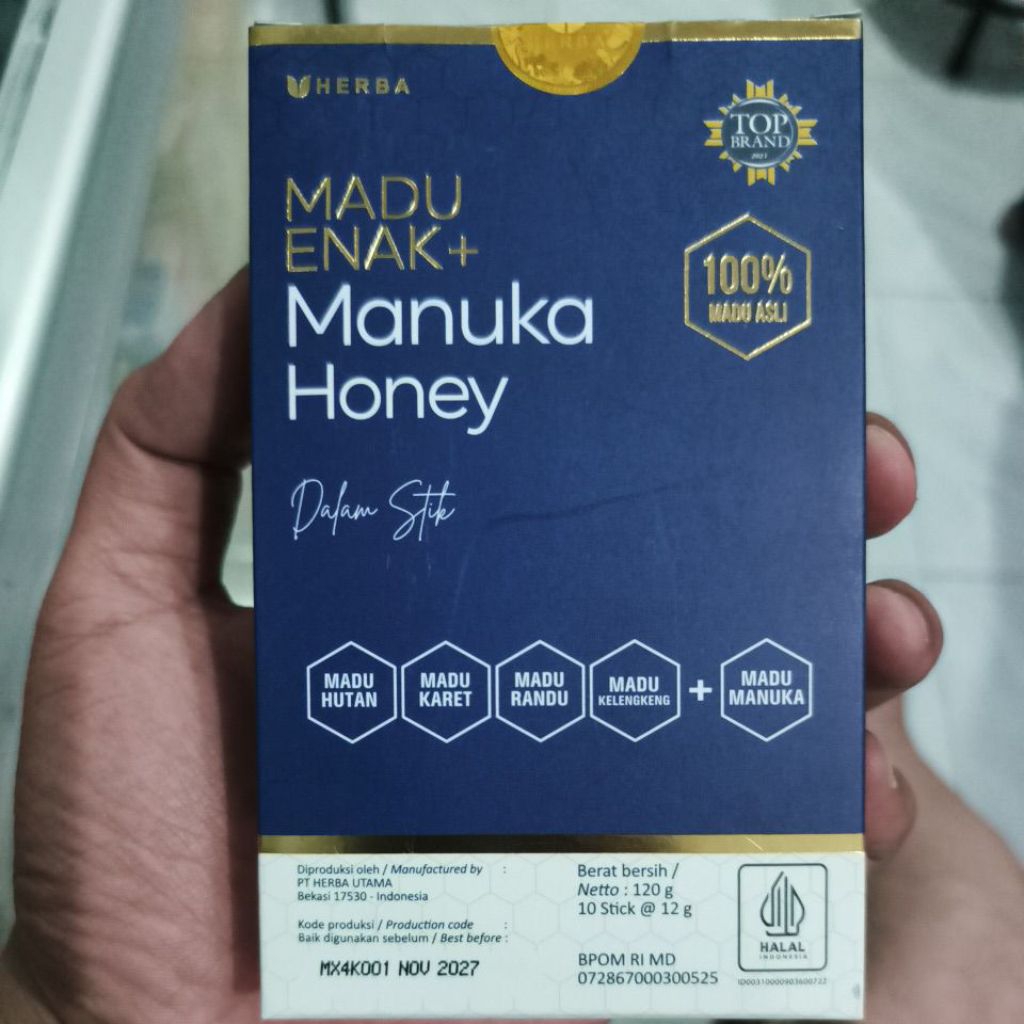 HERBA
TOP
BRAND
2023
MADU
ENAK+
Manuka
Honey
100%
MADU ASLI
Dalam Stik
MADU
HUTAN
MADU
KARET
MADU
RANDU
MADU
KELENGKENG
+
MADU
MANUKA
Diproduksi oleh / Manufactured by :
PT HERBA UTAMA
Bekasi 17530 - Indonesia
Kode produksi / Production code :
Baik digunakan sebelum / Best before :
MX4K001 NOV 2027
Berat bersih /
Netto : 120 g
10 Stick @ 12 g
BPOM RI MD
072867000300525
HALAL
INDONESIA
ID00310000903600722